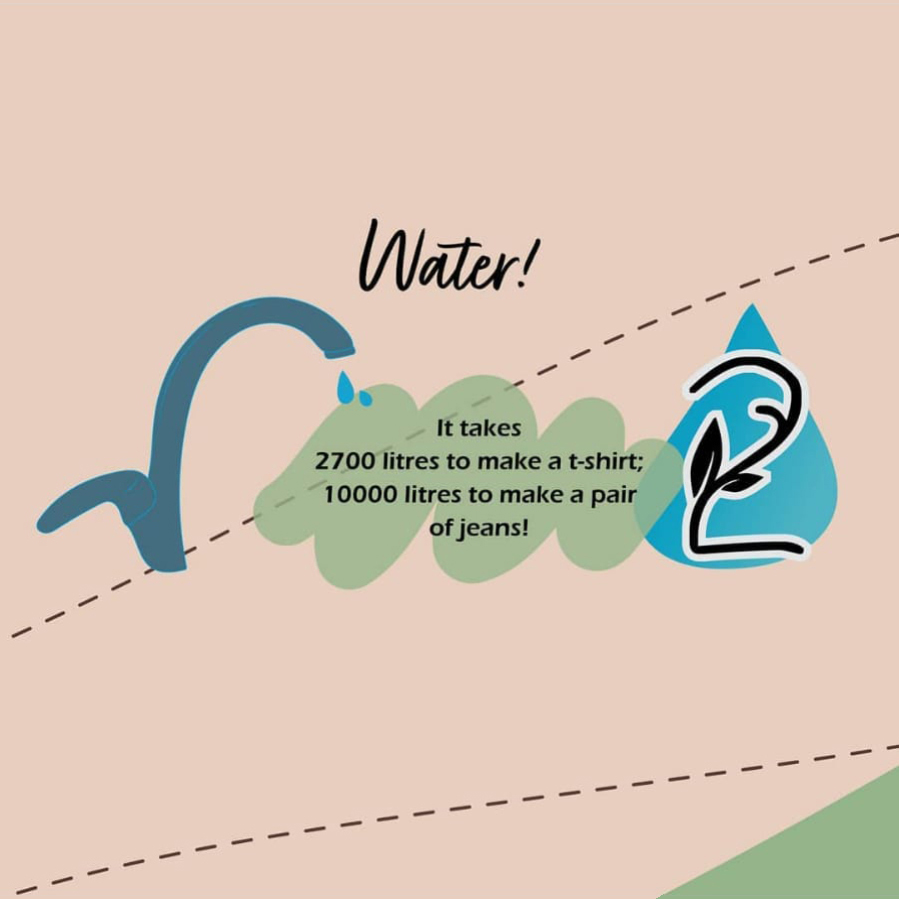 Water!
It takes
2700 litres to make a t-shirt;
10000 litres to make a pair
of jeans!